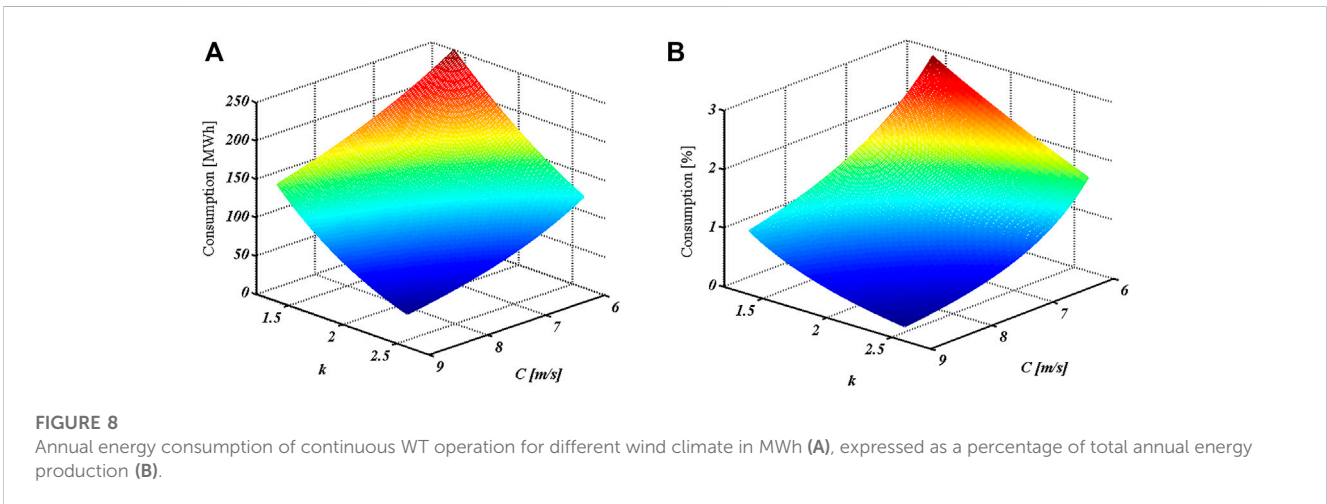 A
250
200
150
100
50
0
Consumption [MWh]
1.5
2
2.5
k
9
8
7
6
C [m/s]
B
3
2
1
0
Consumption [%]
1.5
2
2.5
k
9
8
7
6
C [m/s]
FIGURE 8
Annual energy consumption of continuous WT operation for different wind climate in MWh (A), expressed as a percentage of total annual energy
production (B).